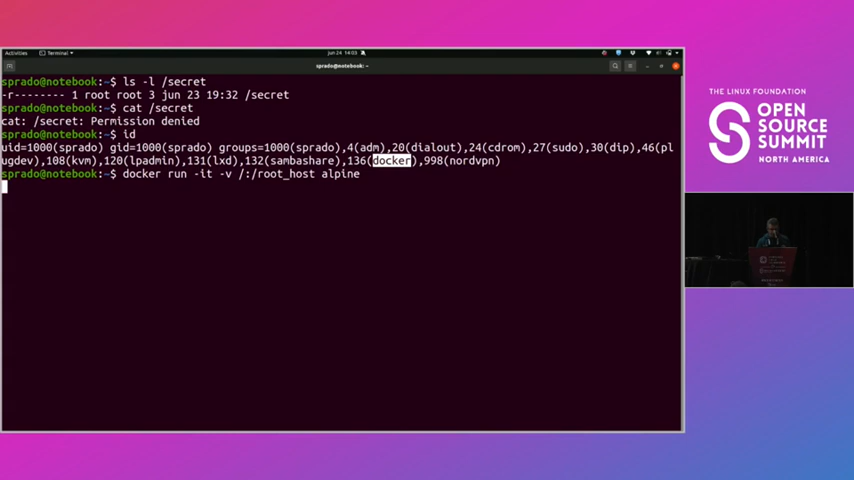 Activities
Terminal
jun 24 14:03
sprado@notebook: ~
sprado@notebook:~$ ls -l /secret
-r-------- 1 root root 3 jun 23 19:32 /secret
sprado@notebook:~$ cat /secret
cat: /secret: Permission denied
sprado@notebook:~$ id
uid=1000(sprado) gid=1000(sprado) groups=1000(sprado),4(adm),20(dialout),24(cdrom),27(sudo),30(dip),46(pl
ugdev),108(kvm),120(lpadmin),131(lxd),132(sambashare),136(docker),998(nordvpn)
sprado@notebook:~$ docker run -it -v /:/root_host alpine
THE LINUX FOUNDATION
OPEN
SOURCE
SUMMIT
NORTH AMERICA